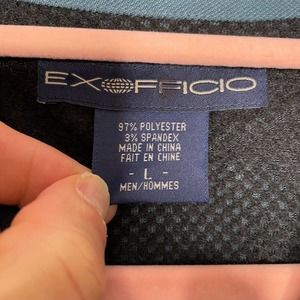 EXOFFICIO
97% POLYESTER
3% SPANDEX
MADE IN CHINA
FAIT EN CHINE
- L -
MEN/HOMMES